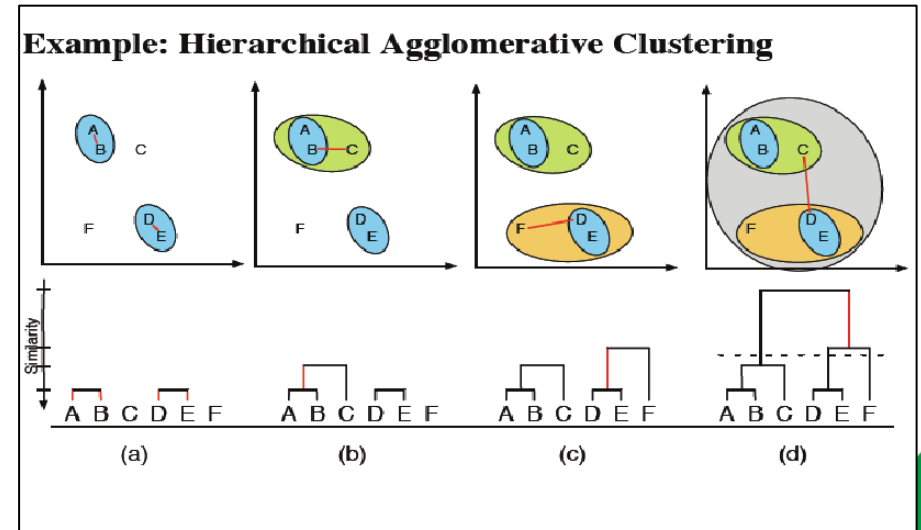 Example: Hierarchical Agglomerative Clustering
A
B
C
F
D
E
A
B
C
F
D
E
A
B
C
F
D
E
A
B
C
F
D
E
Similarity
A B C D E F
A B C D E F
A B C D E F
A B C D E F
(a)
(b)
(c)
(d)